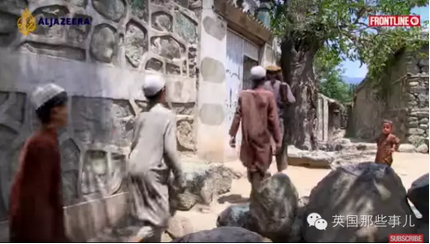 ALJAZEERA
FRONTLINE
英国那些事儿
SUBSCRIBE